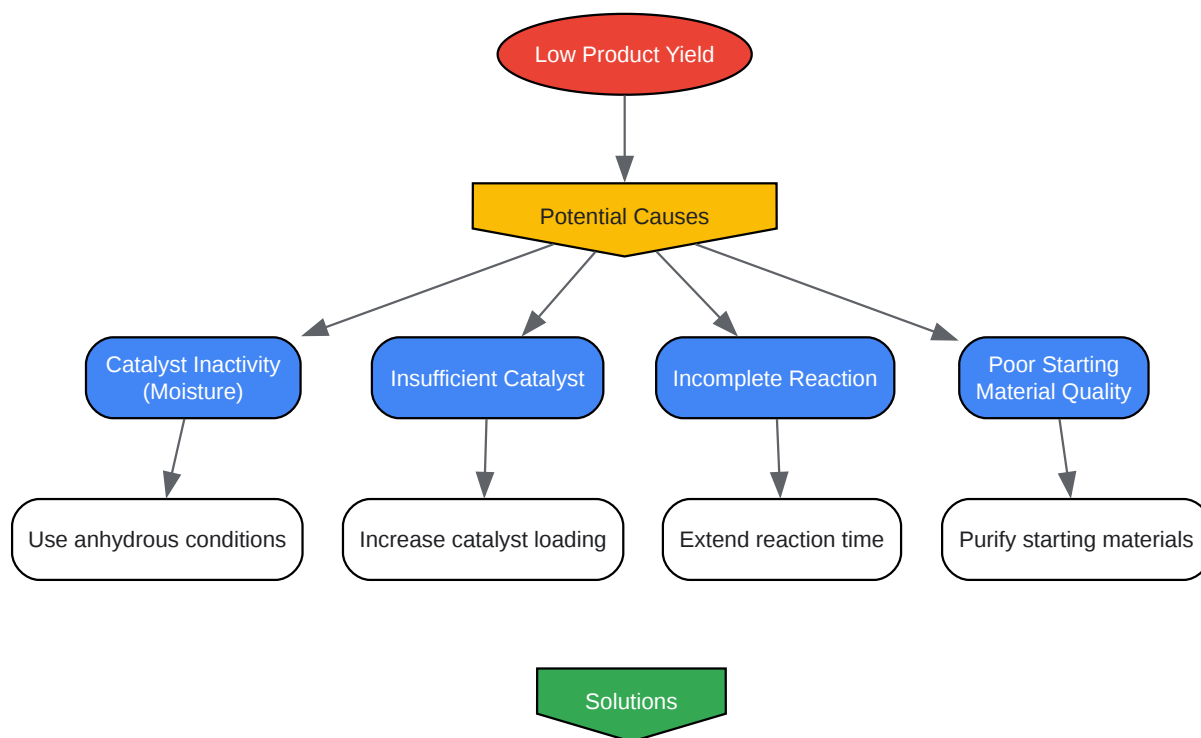 Low Product Yield
Potential Causes
Catalyst Inactivity
(Moisture)
Insufficient Catalyst
Incomplete Reaction
Poor Starting
Material Quality
Use anhydrous conditions
Increase catalyst loading
Extend reaction time
Purify starting materials
Solutions